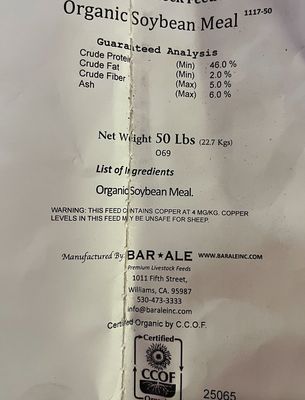 Organic Soybean Meal 1117-50
Guaranteed Analysis
Crude Protein (Min) 46.0 %
Crude Fat (Min) 2.0 %
Crude Fiber (Max) 5.0 %
Ash (Max) 6.0 %
Net Weight 50 Lbs (22.7 Kgs)
O69
List of Ingredients
Organic Soybean Meal.
WARNING: THIS FEED CONTAINS COPPER AT 4 MG/KG. COPPER
LEVELS IN THIS FEED MAY BE UNSAFE FOR SHEEP.
Manufactured By: BAR★ALE WWW.BARALEINC.COM
Premium Livestock Feeds
1011 Fifth Street,
Williams, CA. 95987
530-473-3333
info@baraleinc.com
Certified Organic by C.C.O.F.
Certified
CCOF
25065